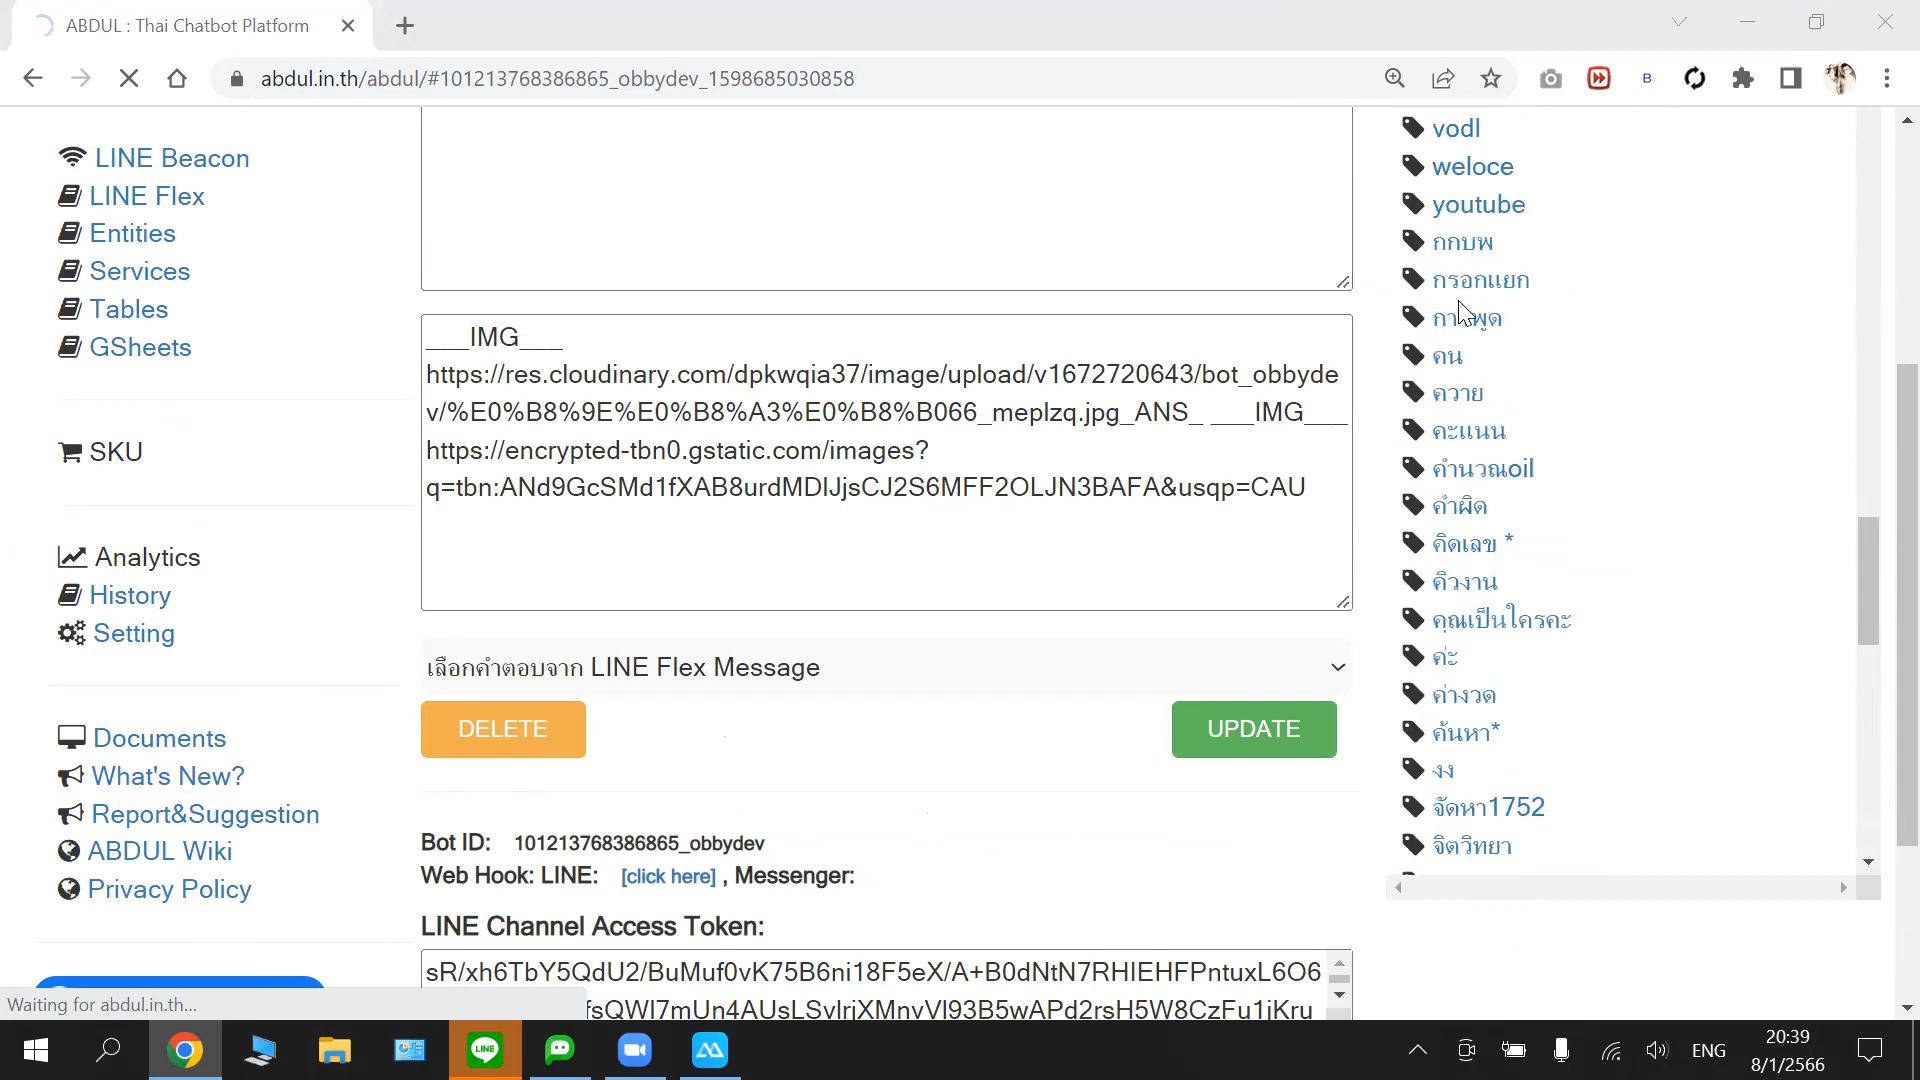 ABDUL : Thai Chatbot Platform
abdul.in.th/abdul/#101213768386865_obbydev_1598685030858
LINE Beacon
LINE Flex
Entities
Services
Tables
GSheets
SKU
Analytics
History
Setting
Documents
What's New?
Report&Suggestion
ABDUL Wiki
Privacy Policy
___IMG___
https://res.cloudinary.com/dpkwqia37/image/upload/v1672720643/bot_obbyde
v/%E0%B8%9E%E0%B8%A3%E0%B8%B066_meplzq.jpg_ANS_ ___IMG___
https://encrypted-tbn0.gstatic.com/images?
q=tbn:ANd9GcSMd1fXAB8urdMDIJjsCJ2S6MFF2OLJN3BAFA&usqp=CAU
เลือกคำตอบจาก LINE Flex Message
DELETE
UPDATE
Bot ID: 101213768386865_obbydev
Web Hook: LINE: [click here] , Messenger:
LINE Channel Access Token:
sR/xh6TbY5QdU2/BuMuf0vK75B6ni18F5eX/A+B0dNtN7RHIEHFPntuxL6O6
fsQWI7mUn4AUsLSvIrjXMnvVI93B5wAPd2rsH5W8CzFu1jKru
vodl
weloce
youtube
กกบพ
กรอกแยก
คน
ควาย
คะแนน
คำนวณoil
คำผิด
คิดเลข *
คิวงาน
คุณเป็นใครคะ
ค่ะ
ค่างวด
ค้นหา*
งง
จัดหา1752
จิตวิทยา
Waiting for abdul.in.th...
LINE
ENG
20:39
8/1/2566